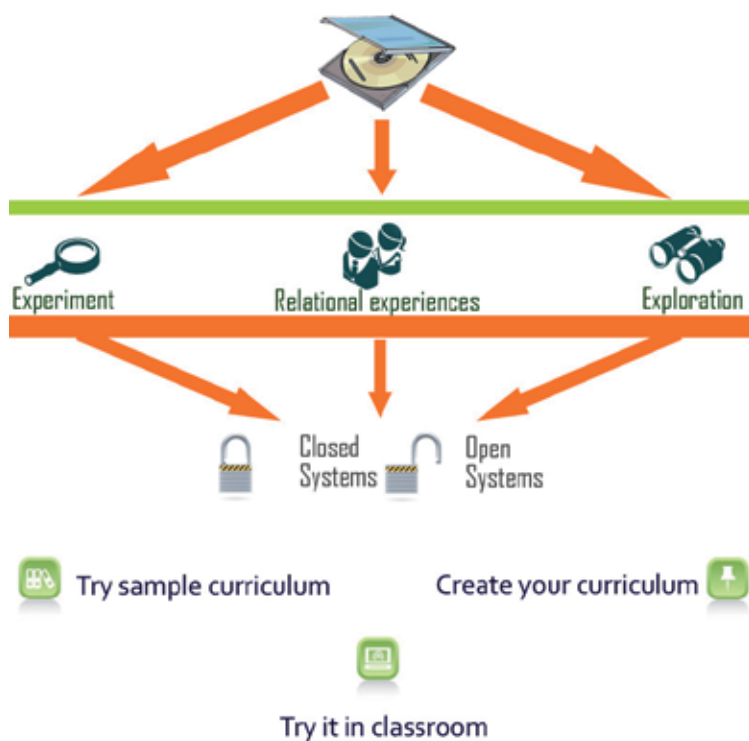 Experiment
Relational experiences
Exploration
Closed
Systems
Open
Systems
Try sample curriculum
Create your curriculum
Try it in classroom